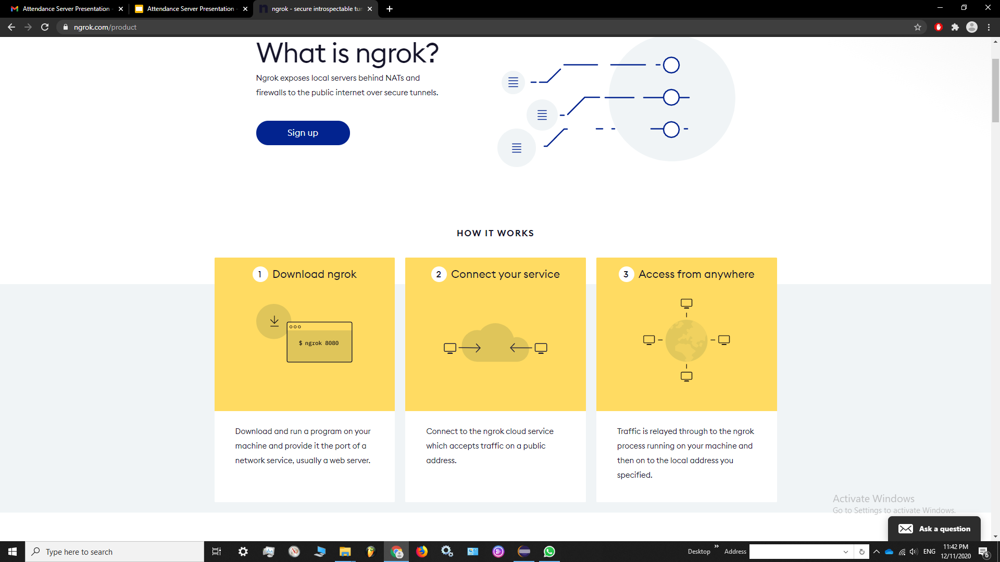 Attendance Server Presentation
Attendance Server Presentation
ngrok - secure introspectable tun
ngrok.com/product
What is ngrok?
Ngrok exposes local servers behind NATs and
firewalls to the public internet over secure tunnels.
Sign up
HOW IT WORKS
1 Download ngrok
$ ngrok 8080
Download and run a program on your
machine and provide it the port of a
network service, usually a web server.
2 Connect your service
Connect to the ngrok cloud service
which accepts traffic on a public
address.
3 Access from anywhere
Traffic is relayed through to the ngrok
process running on your machine and
then on to the local address you
specified.
Activate Windows
Go to Settings to activate Windows.
Ask a question
Type here to search
Desktop
Address
ENG
11:42 PM
12/11/2020
6